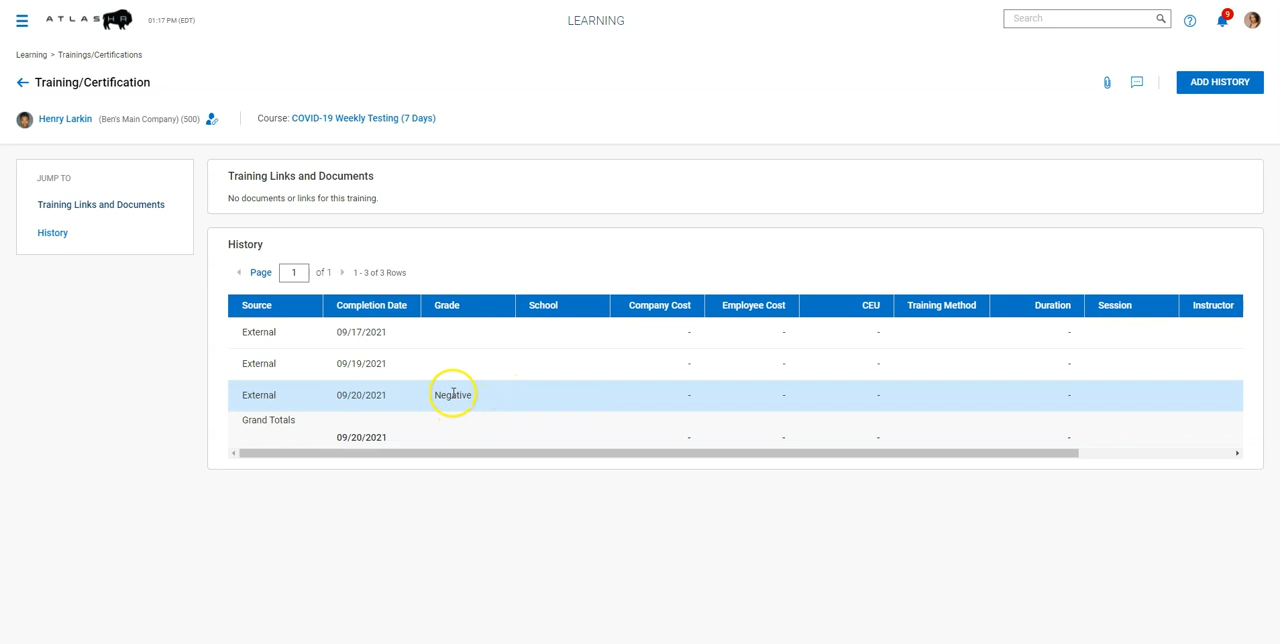 ATLASHR 01:17 PM (EDT) LEARNING Search 9
Learning > Trainings/Certifications
Training/Certification ADD HISTORY
Henry Larkin (Ben's Main Company) (500) Course: COVID-19 Weekly Testing (7 Days)
JUMP TO
Training Links and Documents
History
Training Links and Documents
No documents or links for this training.
History
Page 1 of 1 1 - 3 of 3 Rows
Source Completion Date Grade School Company Cost Employee Cost CEU Training Method Duration Session Instructor
External 09/17/2021 - - - -
External 09/19/2021 - - - -
External 09/20/2021 Negative - - - -
Grand Totals
09/20/2021 - - - -